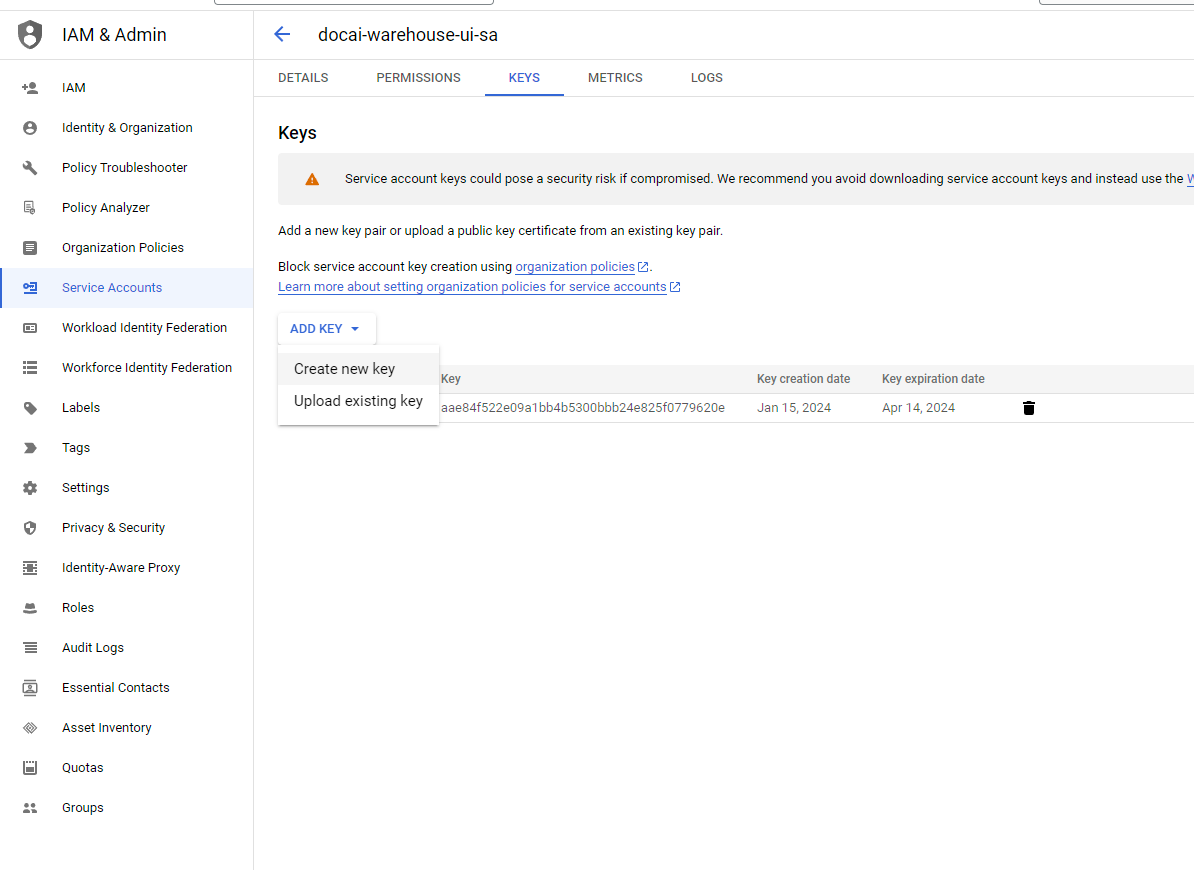 IAM & Admin
docai-warehouse-ui-sa
IAM
Identity & Organization
Policy Troubleshooter
Policy Analyzer
Organization Policies
Service Accounts
Workload Identity Federation
Workforce Identity Federation
Labels
Tags
Settings
Privacy & Security
Identity-Aware Proxy
Roles
Audit Logs
Essential Contacts
Asset Inventory
Quotas
Groups
DETAILS PERMISSIONS KEYS METRICS LOGS
Keys
Service account keys could pose a security risk if compromised. We recommend you avoid downloading service account keys and instead use the
Add a new key pair or upload a public key certificate from an existing key pair.
Block service account key creation using organization policies.
Learn more about setting organization policies for service accounts
ADD KEY
Create new key
Upload existing key
Key Key creation date Key expiration date
aae84f522e09a1bb4b5300bbb24e825f0779620e Jan 15, 2024 Apr 14, 2024